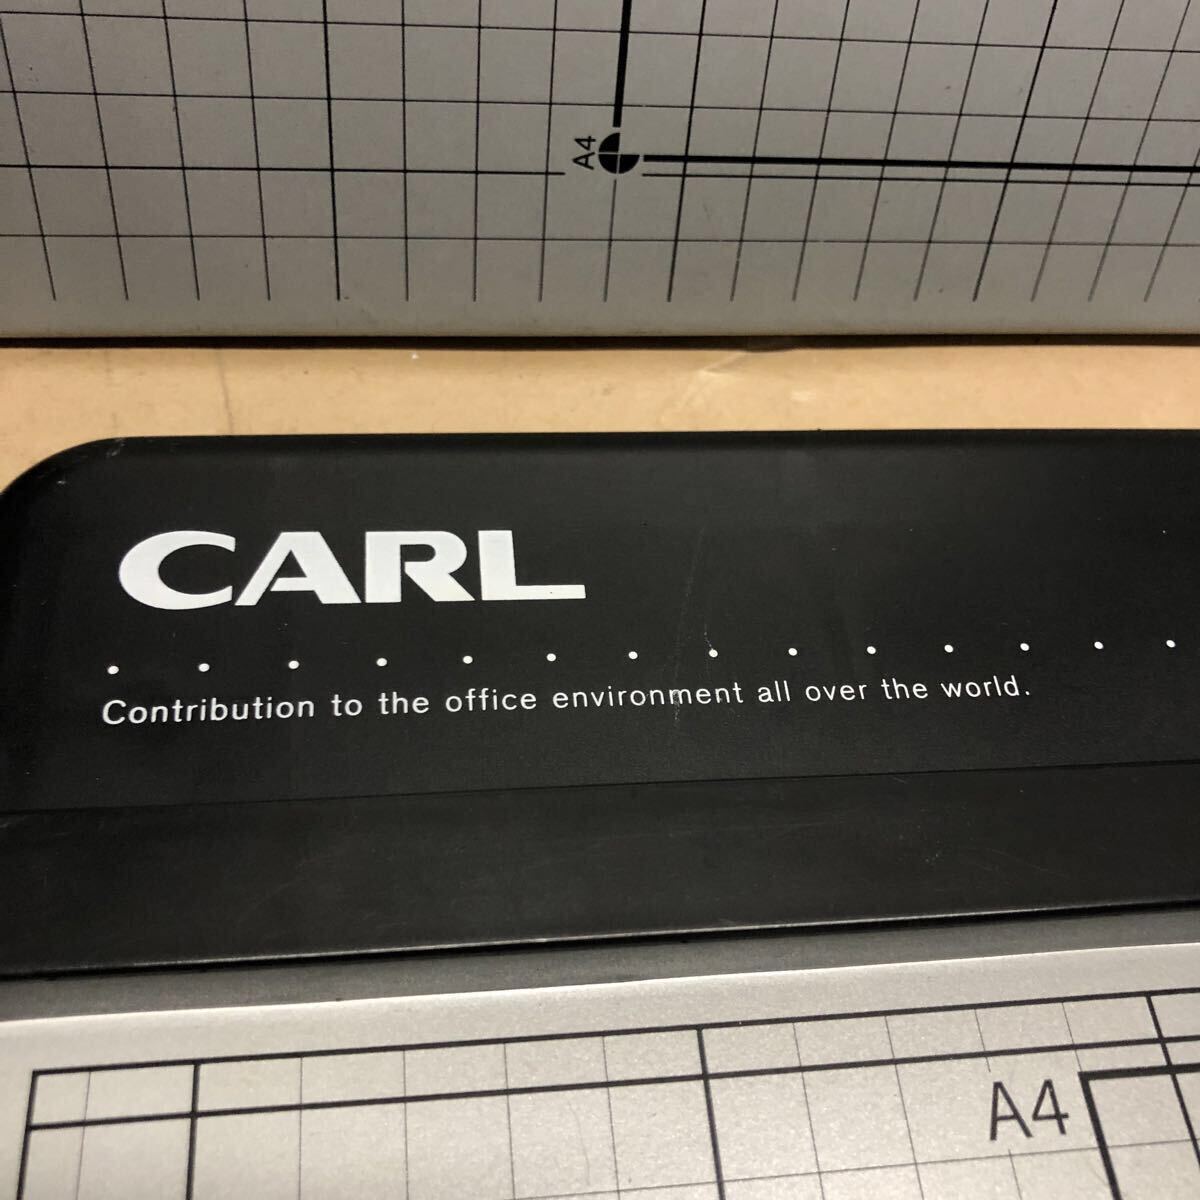 A4
CARL
Contribution to the office environment all over the world.
A4